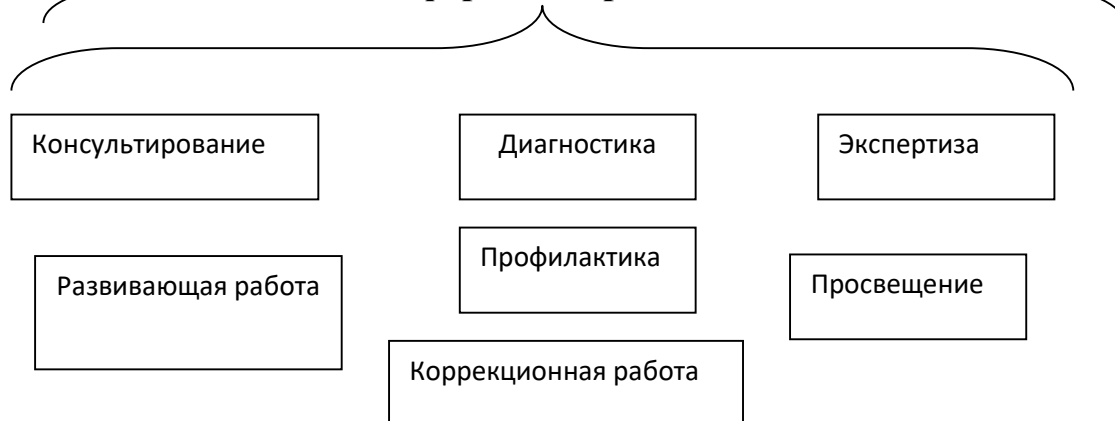 Консультирование
Диагностика
Экспертиза
Профилактика
Развивающая работа
Просвещение
Коррекционная работа